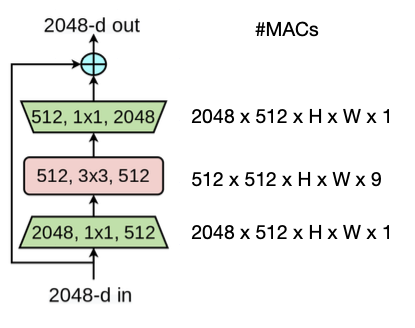 2048-d out
#MACs
512, 1x1, 2048
2048 x 512 x H x W x 1
512, 3x3, 512
512 x 512 x H x W x 9
2048, 1x1, 512
2048 x 512 x H x W x 1
2048-d in